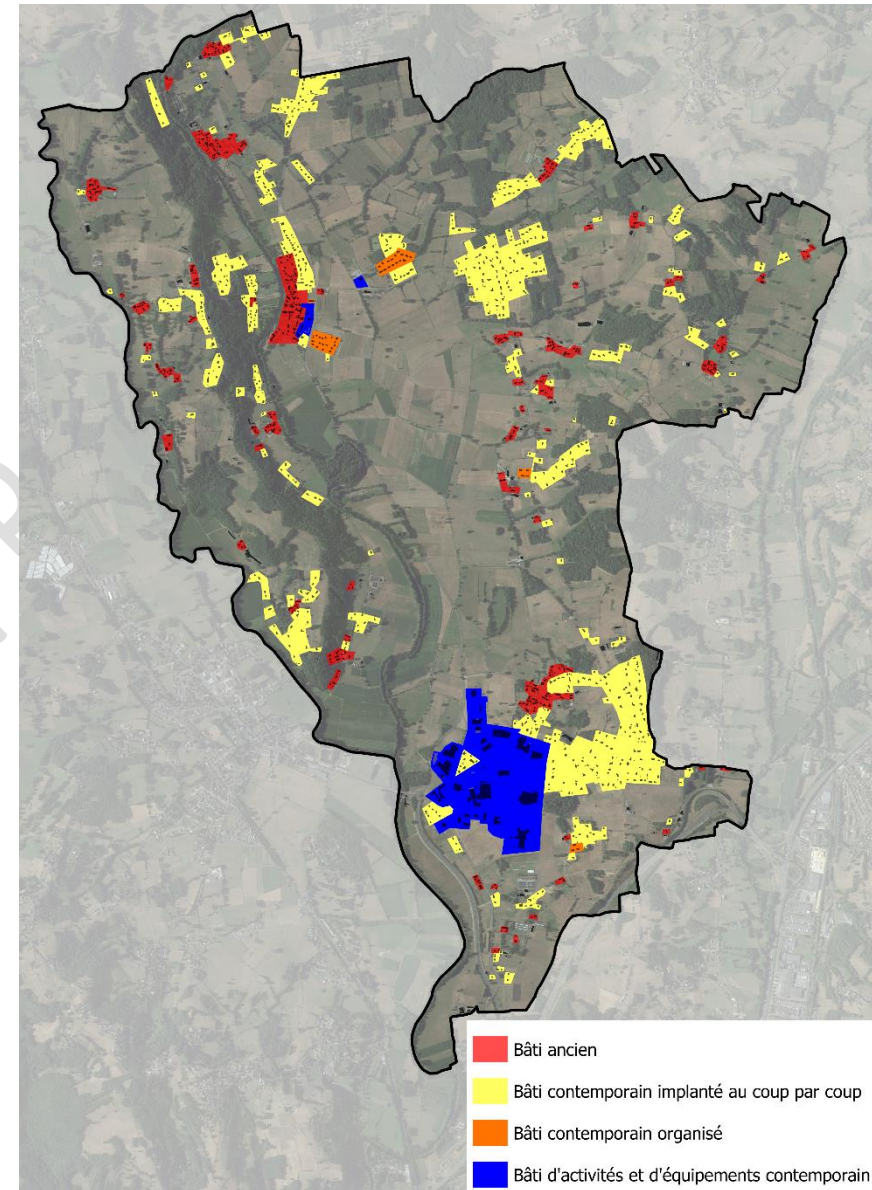 Bâti ancien
Bâti contemporain implanté au coup par coup
Bâti contemporain organisé
Bâti d'activités et d'équipements contemporain